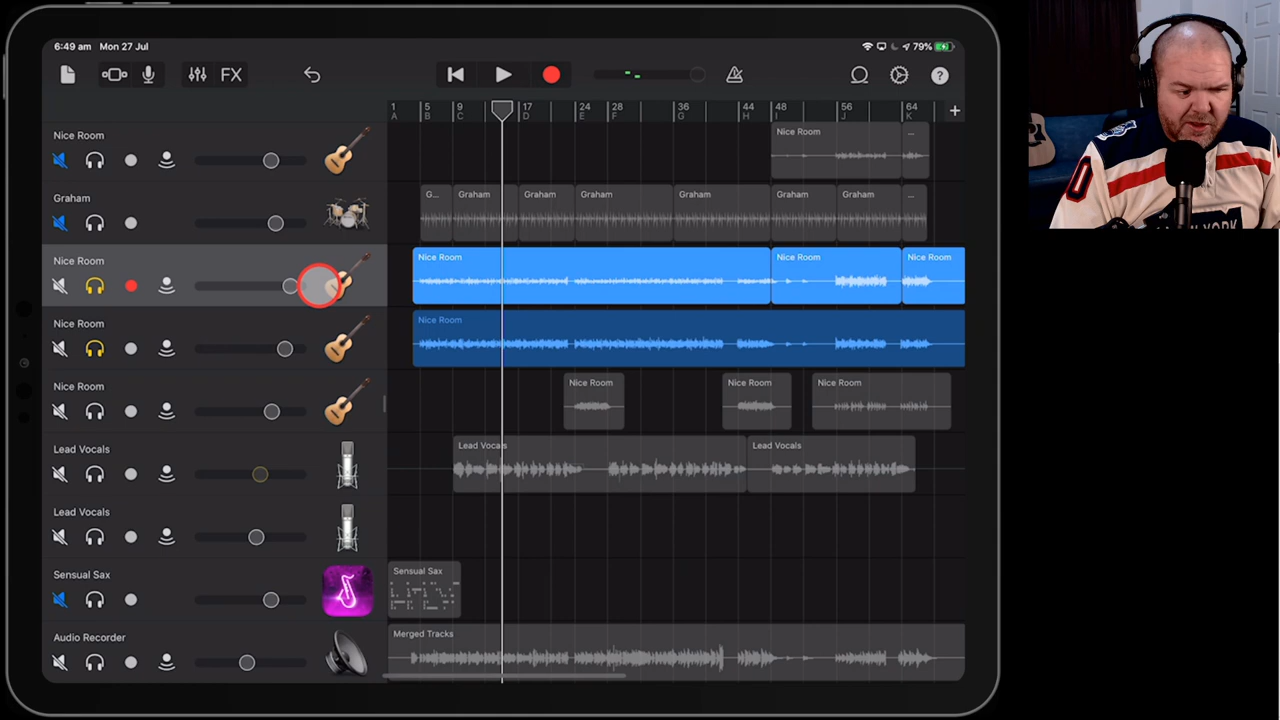 6:49 am Mon 27 Jul
79%
FX
?
1 5 9 17 24 28 36 44 48 56 64 +
A B C D E F G H I J K
Nice Room
Nice Room
...
Graham
G... Graham Graham Graham Graham Graham Graham ...
Nice Room
Nice Room Nice Room Nice Room
Nice Room
Nice Room
Nice Room
Nice Room Nice Room Nice Room
Lead Vocals
Lead Vocals Lead Vocals
Lead Vocals
Sensual Sax
Sensual Sax
Audio Recorder
Merged Tracks